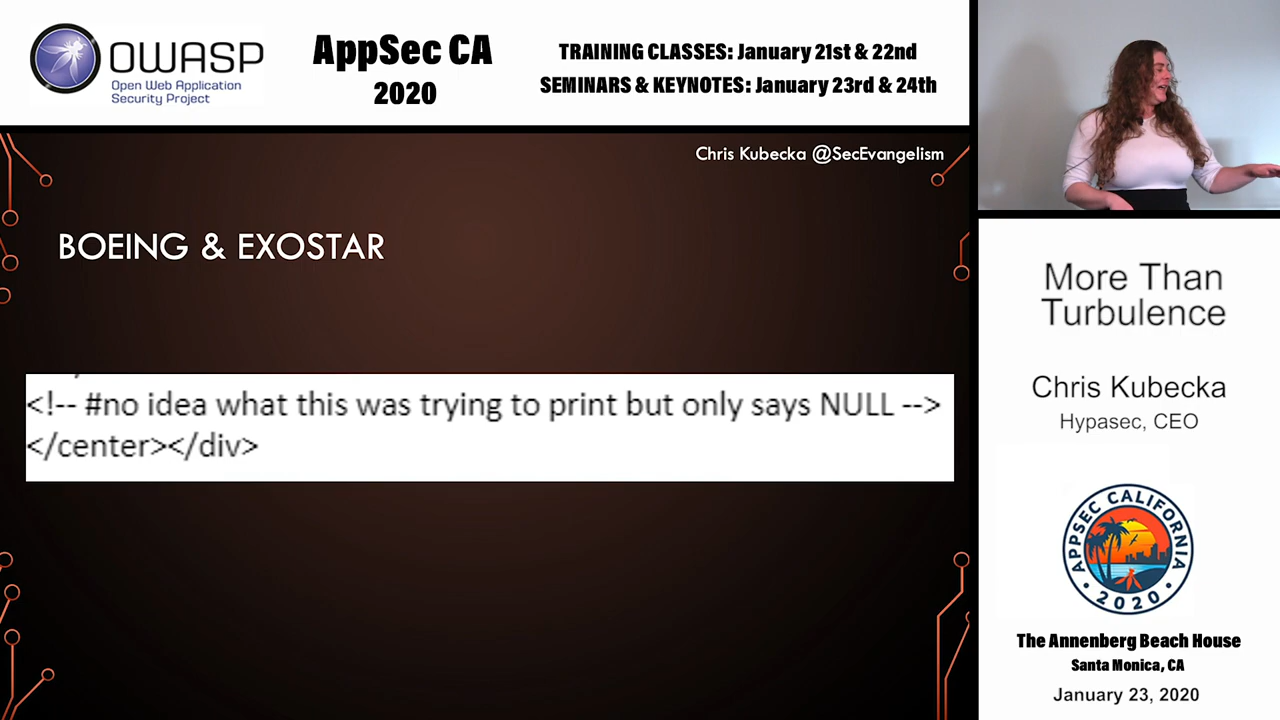 OWASP
Open Web Application
Security Project
AppSec CA
2020
TRAINING CLASSES: January 21st & 22nd
SEMINARS & KEYNOTES: January 23rd & 24th
Chris Kubecka @SecEvangelism
BOEING & EXOSTAR
<!-- #no idea what this was trying to print but only says NULL -->
</center></div>
More Than
Turbulence
Chris Kubecka
Hypasec, CEO
APPSEC CALIFORNIA
• 2020 •
The Annenberg Beach House
Santa Monica, CA
January 23, 2020